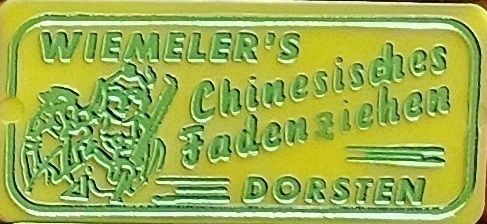 WIEMELER'S
Chinesisches
Fadenziehen
DORSTEN